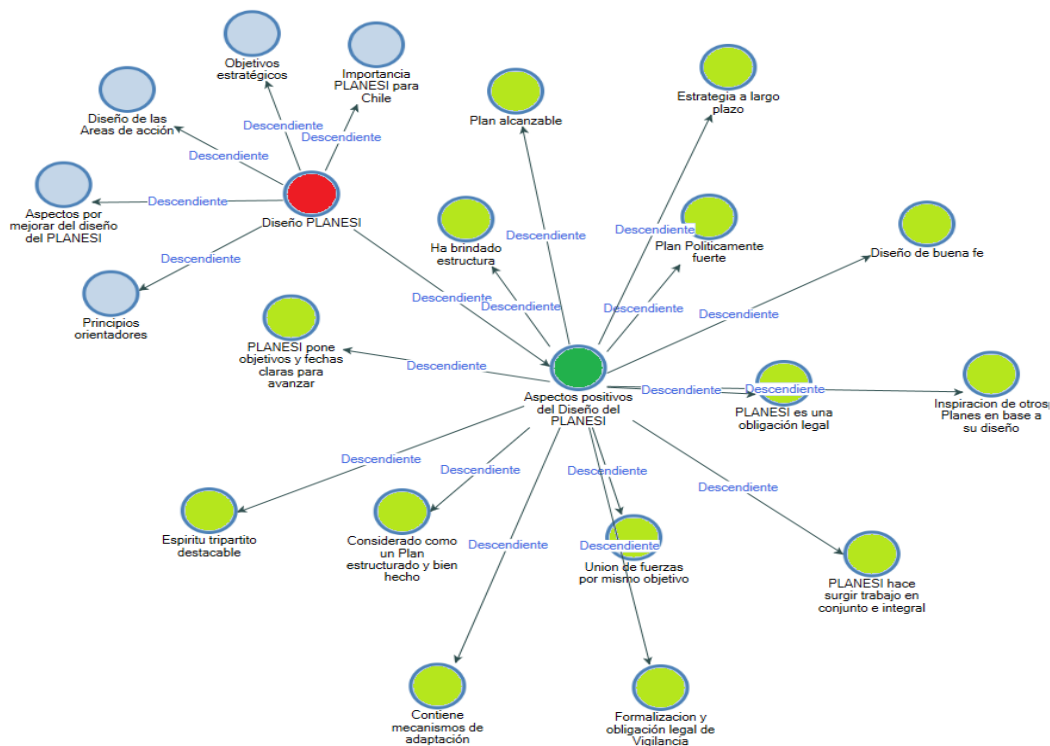 Objetivos
estratégicos
Importancia
PLANESI para
Chile
Diseño de las
Areas de acción
Plan alcanzable
Estrategia a largo
plazo
Descendiente
Descendiente
Descendiente
Descendiente
Aspectos por
mejorar del diseño
del PLANESI
Diseño PLANESI
Ha brindado
estructura
Descendiente
Descendiente
Plan Politicamente
fuerte
Diseño de buena fe
Descendiente
Principios
orientadores
Descendiente
Descendiente
Descendiente
Descendiente
PLANESI pone
objetivos y fechas
claras para
avanzar
Descendiente
Aspectos positivos
del Diseño del
PLANESI
Descendiente
Descendiente
PLANESI es una
obligación legal
Inspiracion de otros
Planes en base a
su diseño
Descendiente
Descendiente
Descendiente
Descendiente
Espiritu tripartito
destacable
Considerado como
un Plan
estructurado y bien
hecho
Descendiente
Descendiente
Union de fuerzas
por mismo objetivo
PLANESI hace
surgir trabajo en
conjunto e integral
Contiene
mecanismos de
adaptación
Formalizacion y
obligación legal de
Vigilancia